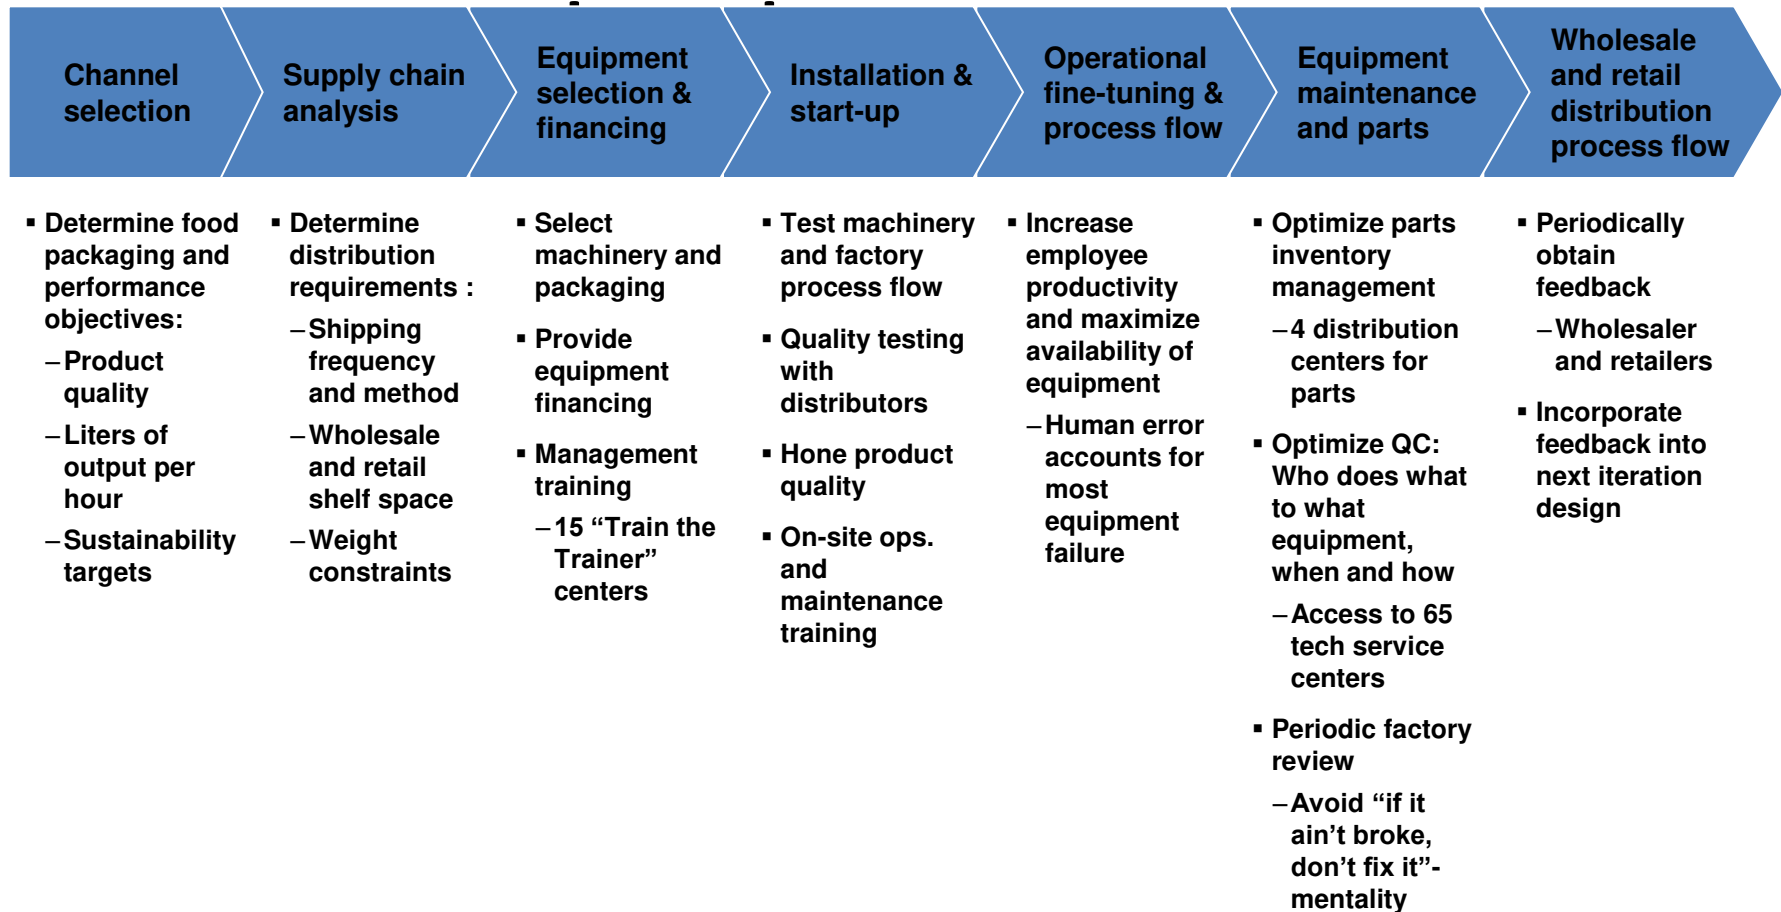 Channel
selection
Supply chain
analysis
Equipment
selection &
financing
Installation &
start-up
Operational
fine-tuning &
process flow
Equipment
maintenance
and parts
Wholesale
and retail
distribution
process flow
▪ Determine food
packaging and
performance
objectives:
–Product
quality
–Liters of
output per
hour
–Sustainability
targets
▪ Determine
distribution
requirements :
–Shipping
frequency
and method
–Wholesale
and retail
shelf space
–Weight
constraints
▪ Select
machinery and
packaging
▪ Provide
equipment
financing
▪ Management
training
–15 “Train the
Trainer”
centers
▪ Test machinery
and factory
process flow
▪ Quality testing
with
distributors
▪ Hone product
quality
▪ On-site ops.
and
maintenance
training
▪ Increase
employee
productivity
and maximize
availability of
equipment
–Human error
accounts for
most
equipment
failure
▪ Optimize parts
inventory
management
–4 distribution
centers for
parts
▪ Optimize QC:
Who does what
to what
equipment,
when and how
–Access to 65
tech service
centers
▪ Periodic factory
review
–Avoid “if it
ain’t broke,
don’t fix it”-
mentality
▪ Periodically
obtain
feedback
–Wholesaler
and retailers
▪ Incorporate
feedback into
next iteration
design